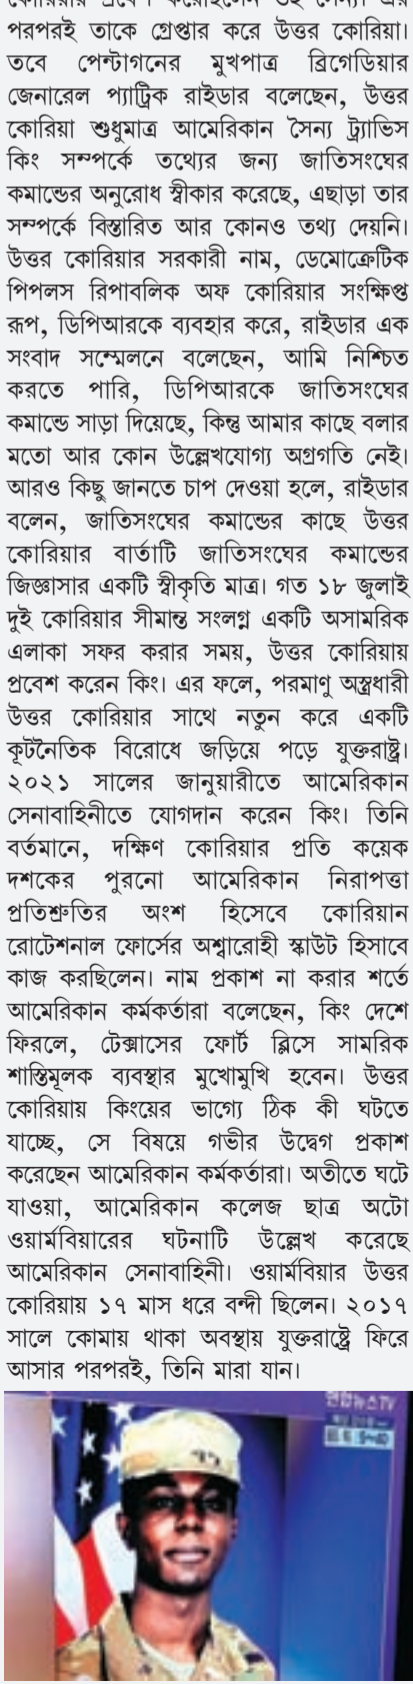 পরপরই তাকে গ্রেপ্তার করে উত্তর কোরিয়া।
তবে পেন্টাগনের মুখপাত্র ব্রিগেডিয়ার
জেনারেল প্যাট্রিক রাইডার বলেছেন, উত্তর
কোরিয়া শুধুমাত্র আমেরিকান সৈন্য ট্র্যাভিস
কিং সম্পর্কে তথ্যের জন্য জাতিসংঘের
কমান্ডের অনুরোধ স্বীকার করেছে, এছাড়া তার
সম্পর্কে বিস্তারিত আর কোনও তথ্য দেয়নি।
উত্তর কোরিয়ার সরকারী নাম, ডেমোক্রেটিক
পিপলস রিপাবলিক অফ কোরিয়ার সংক্ষিপ্ত
রূপ, ডিপিআরকে ব্যবহার করে, রাইডার এক
সংবাদ সম্মেলনে বলেছেন, আমি নিশ্চিত
করতে পারি, ডিপিআরকে জাতিসংঘের
কমান্ডে সাড়া দিয়েছে, কিন্তু আমার কাছে বলার
মতো আর কোন উল্লেখযোগ্য অগ্রগতি নেই।
আরও কিছু জানতে চাপ দেওয়া হলে, রাইডার
বলেন, জাতিসংঘের কমান্ডের কাছে উত্তর
কোরিয়ার বার্তাটি জাতিসংঘের কমান্ডের
জিজ্ঞাসার একটি স্বীকৃতি মাত্র। গত ১৮ জুলাই
দুই কোরিয়ার সীমান্ত সংলগ্ন একটি অসামরিক
এলাকা সফর করার সময়, উত্তর কোরিয়ায়
প্রবেশ করেন কিং। এর ফলে, পরমাণু অস্ত্রধারী
উত্তর কোরিয়ার সাথে নতুন করে একটি
কূটনৈতিক বিরোধে জড়িয়ে পড়ে যুক্তরাষ্ট্র।
২০২১ সালের জানুয়ারীতে আমেরিকান
সেনাবাহিনীতে যোগদান করেন কিং। তিনি
বর্তমানে, দক্ষিণ কোরিয়ার প্রতি কয়েক
দশকের পুরনো আমেরিকান নিরাপত্তা
প্রতিশ্রুতির অংশ হিসেবে কোরিয়ান
রোটেশনাল ফোর্সের অশ্বারোহী স্কাউট হিসাবে
কাজ করছিলেন। নাম প্রকাশ না করার শর্তে
আমেরিকান কর্মকর্তারা বলেছেন, কিং দেশে
ফিরলে, টেক্সাসের ফোর্ট ব্লিসে সামরিক
শাস্তিমূলক ব্যবস্থার মুখোমুখি হবেন। উত্তর
কোরিয়ায় কিংয়ের ভাগ্যে ঠিক কী ঘটতে
যাচ্ছে, সে বিষয়ে গভীর উদ্বেগ প্রকাশ
করেছেন আমেরিকান কর্মকর্তারা। অতীতে ঘটে
যাওয়া, আমেরিকান কলেজ ছাত্র অটো
ওয়ার্মবিয়ারের ঘটনাটি উল্লেখ করেছে
আমেরিকান সেনাবাহিনী। ওয়ার্মবিয়ার উত্তর
কোরিয়ায় ১৭ মাস ধরে বন্দী ছিলেন। ২০১৭
সালে কোমায় থাকা অবস্থায় যুক্তরাষ্ট্রে ফিরে
আসার পরপরই, তিনি মারা যান।
연합뉴스TV